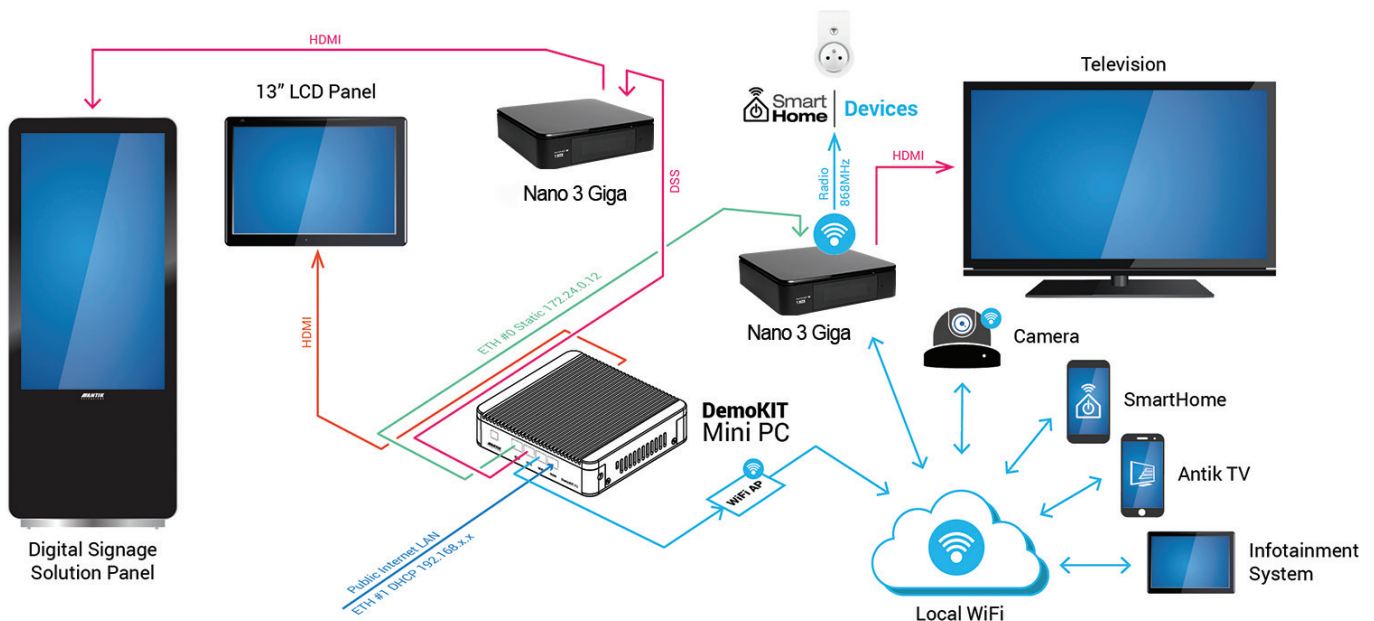 HDMI
13” LCD Panel
Nano 3 Giga
DSS
Smart
Home
Devices
Radio
868MHz
HDMI
Television
ETH #0 Static 172.24.0.12
HDMI
Nano 3 Giga
Camera
DemoKIT
Mini PC
SmartHome
Antik TV
WiFi AP
ANTIK
Digital Signage
Solution Panel
Public Internet LAN
ETH #1 DHCP 192.168.x.x
Infotainment
System
Local WiFi